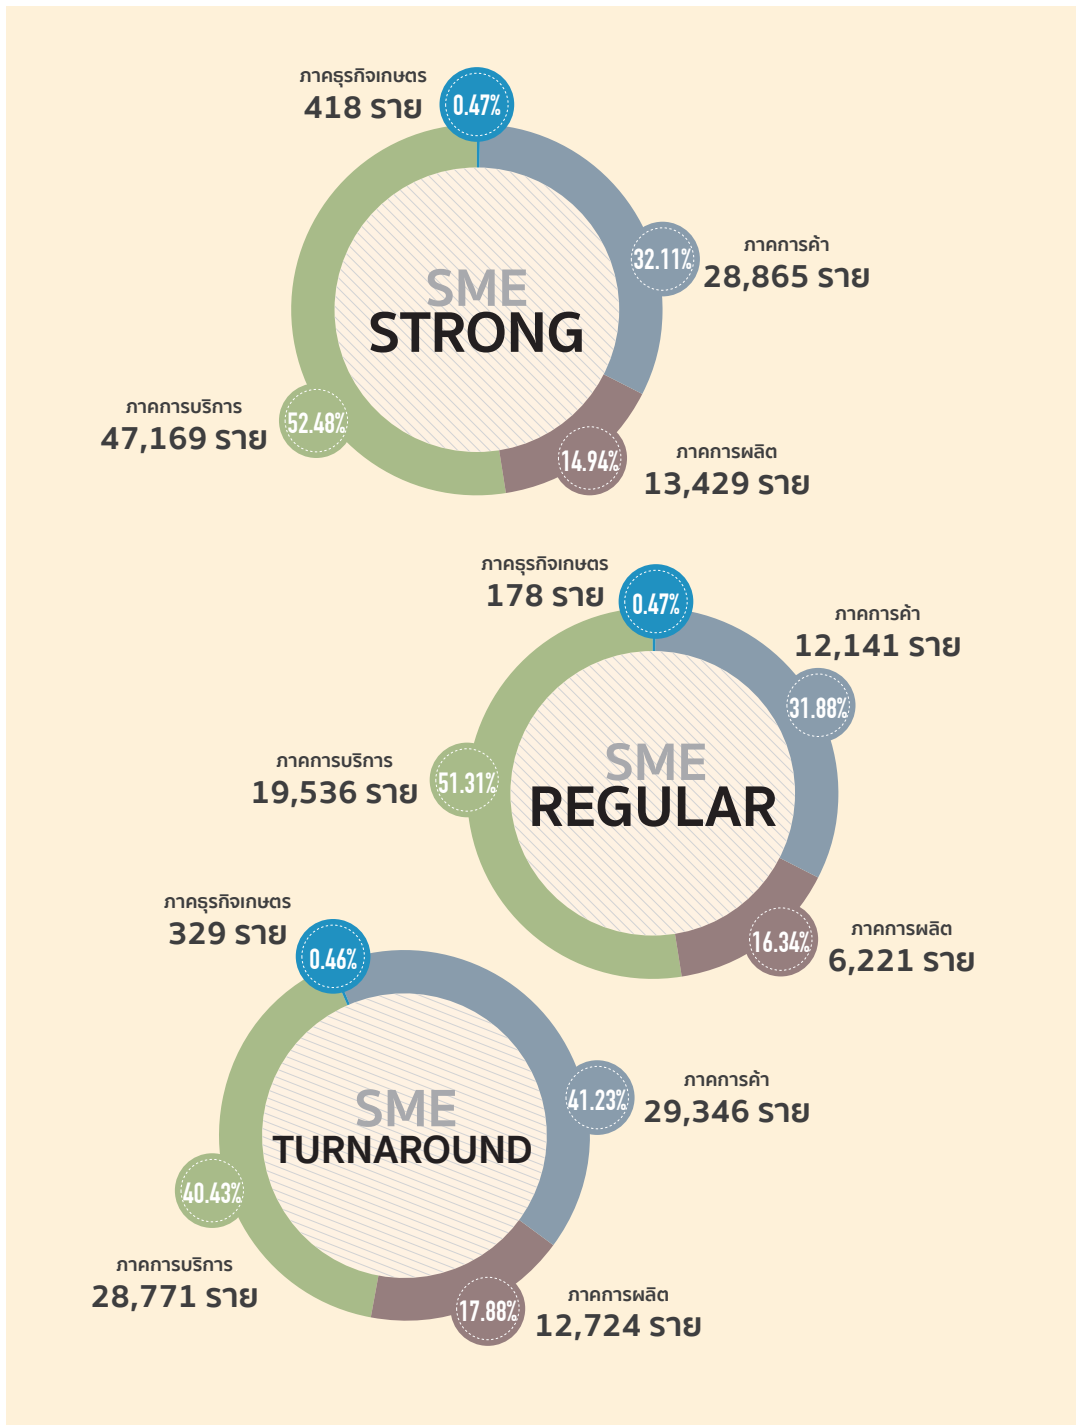 ภาคธุรกิจเกษตร
418 ราย
0.47%
ภาคการค้า
32.11%
28,865 ราย
SME
STRONG
ภาคการบริการ
47,169 ราย
52.48%
ภาคการผลิต
14.94%
13,429 ราย
ภาคธุรกิจเกษตร
178 ราย
0.47%
ภาคการค้า
12,141 ราย
31.88%
ภาคการบริการ
19,536 ราย
51.31%
SME
REGULAR
ภาคการผลิต
16.34%
6,221 ราย
ภาคธุรกิจเกษตร
329 ราย
0.46%
ภาคการค้า
41.23%
29,346 ราย
SME
TURNAROUND
40.43%
ภาคการบริการ
28,771 ราย
ภาคการผลิต
17.88%
12,724 ราย